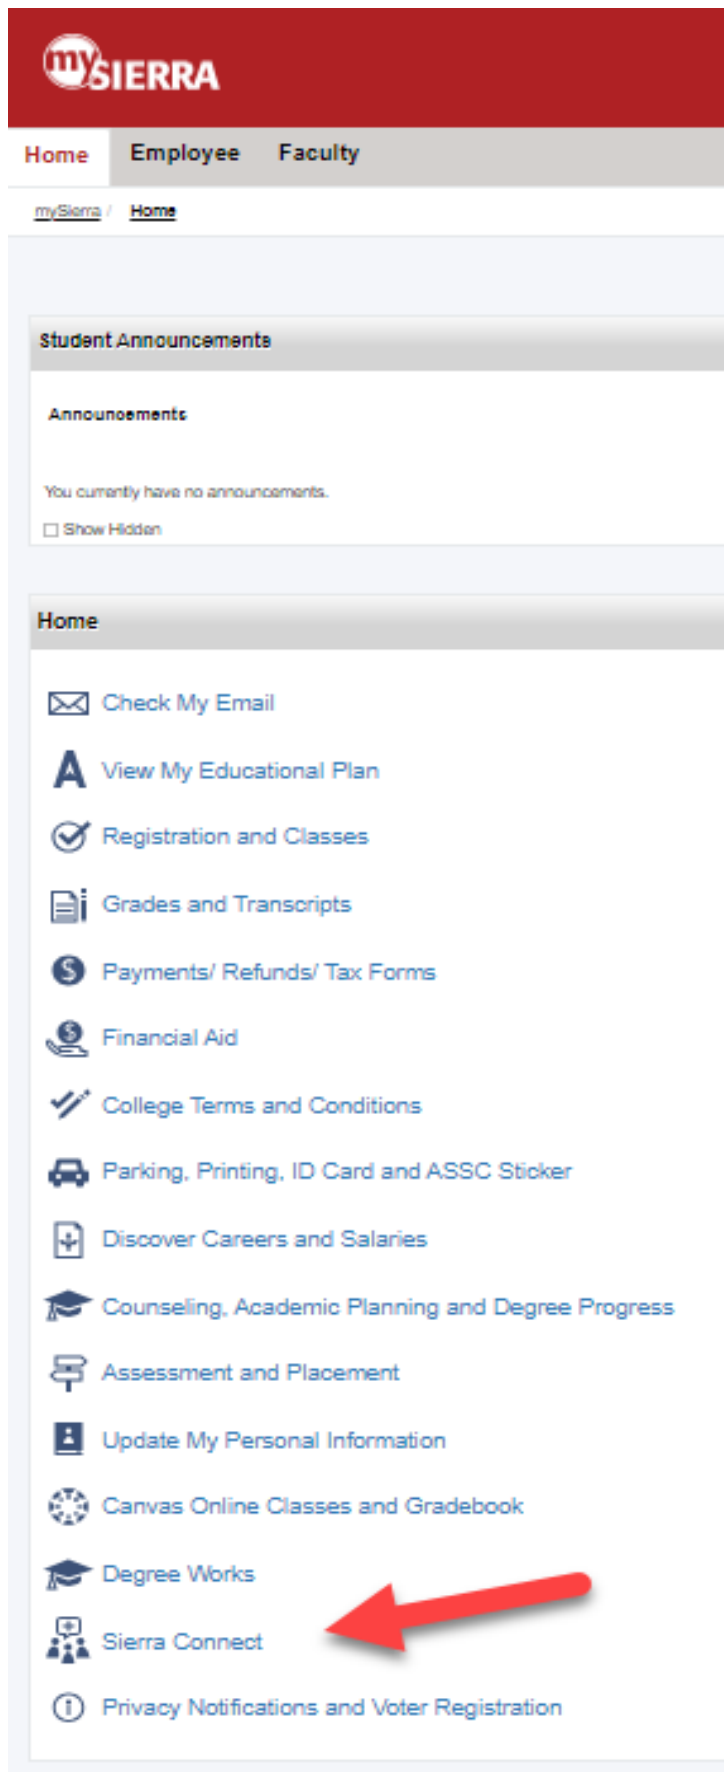 mySIERRA
Home Employee Faculty
mySierra / Home
Student Announcements
Announcements
You currently have no announcements.
Show Hidden
Home
Check My Email
A View My Educational Plan
Registration and Classes
Grades and Transcripts
$ Payments/ Refunds/ Tax Forms
$ Financial Aid
College Terms and Conditions
Parking, Printing, ID Card and ASSC Sticker
Discover Careers and Salaries
Counseling, Academic Planning and Degree Progress
Assessment and Placement
Update My Personal Information
Canvas Online Classes and Gradebook
Degree Works
Sierra Connect
Privacy Notifications and Voter Registration